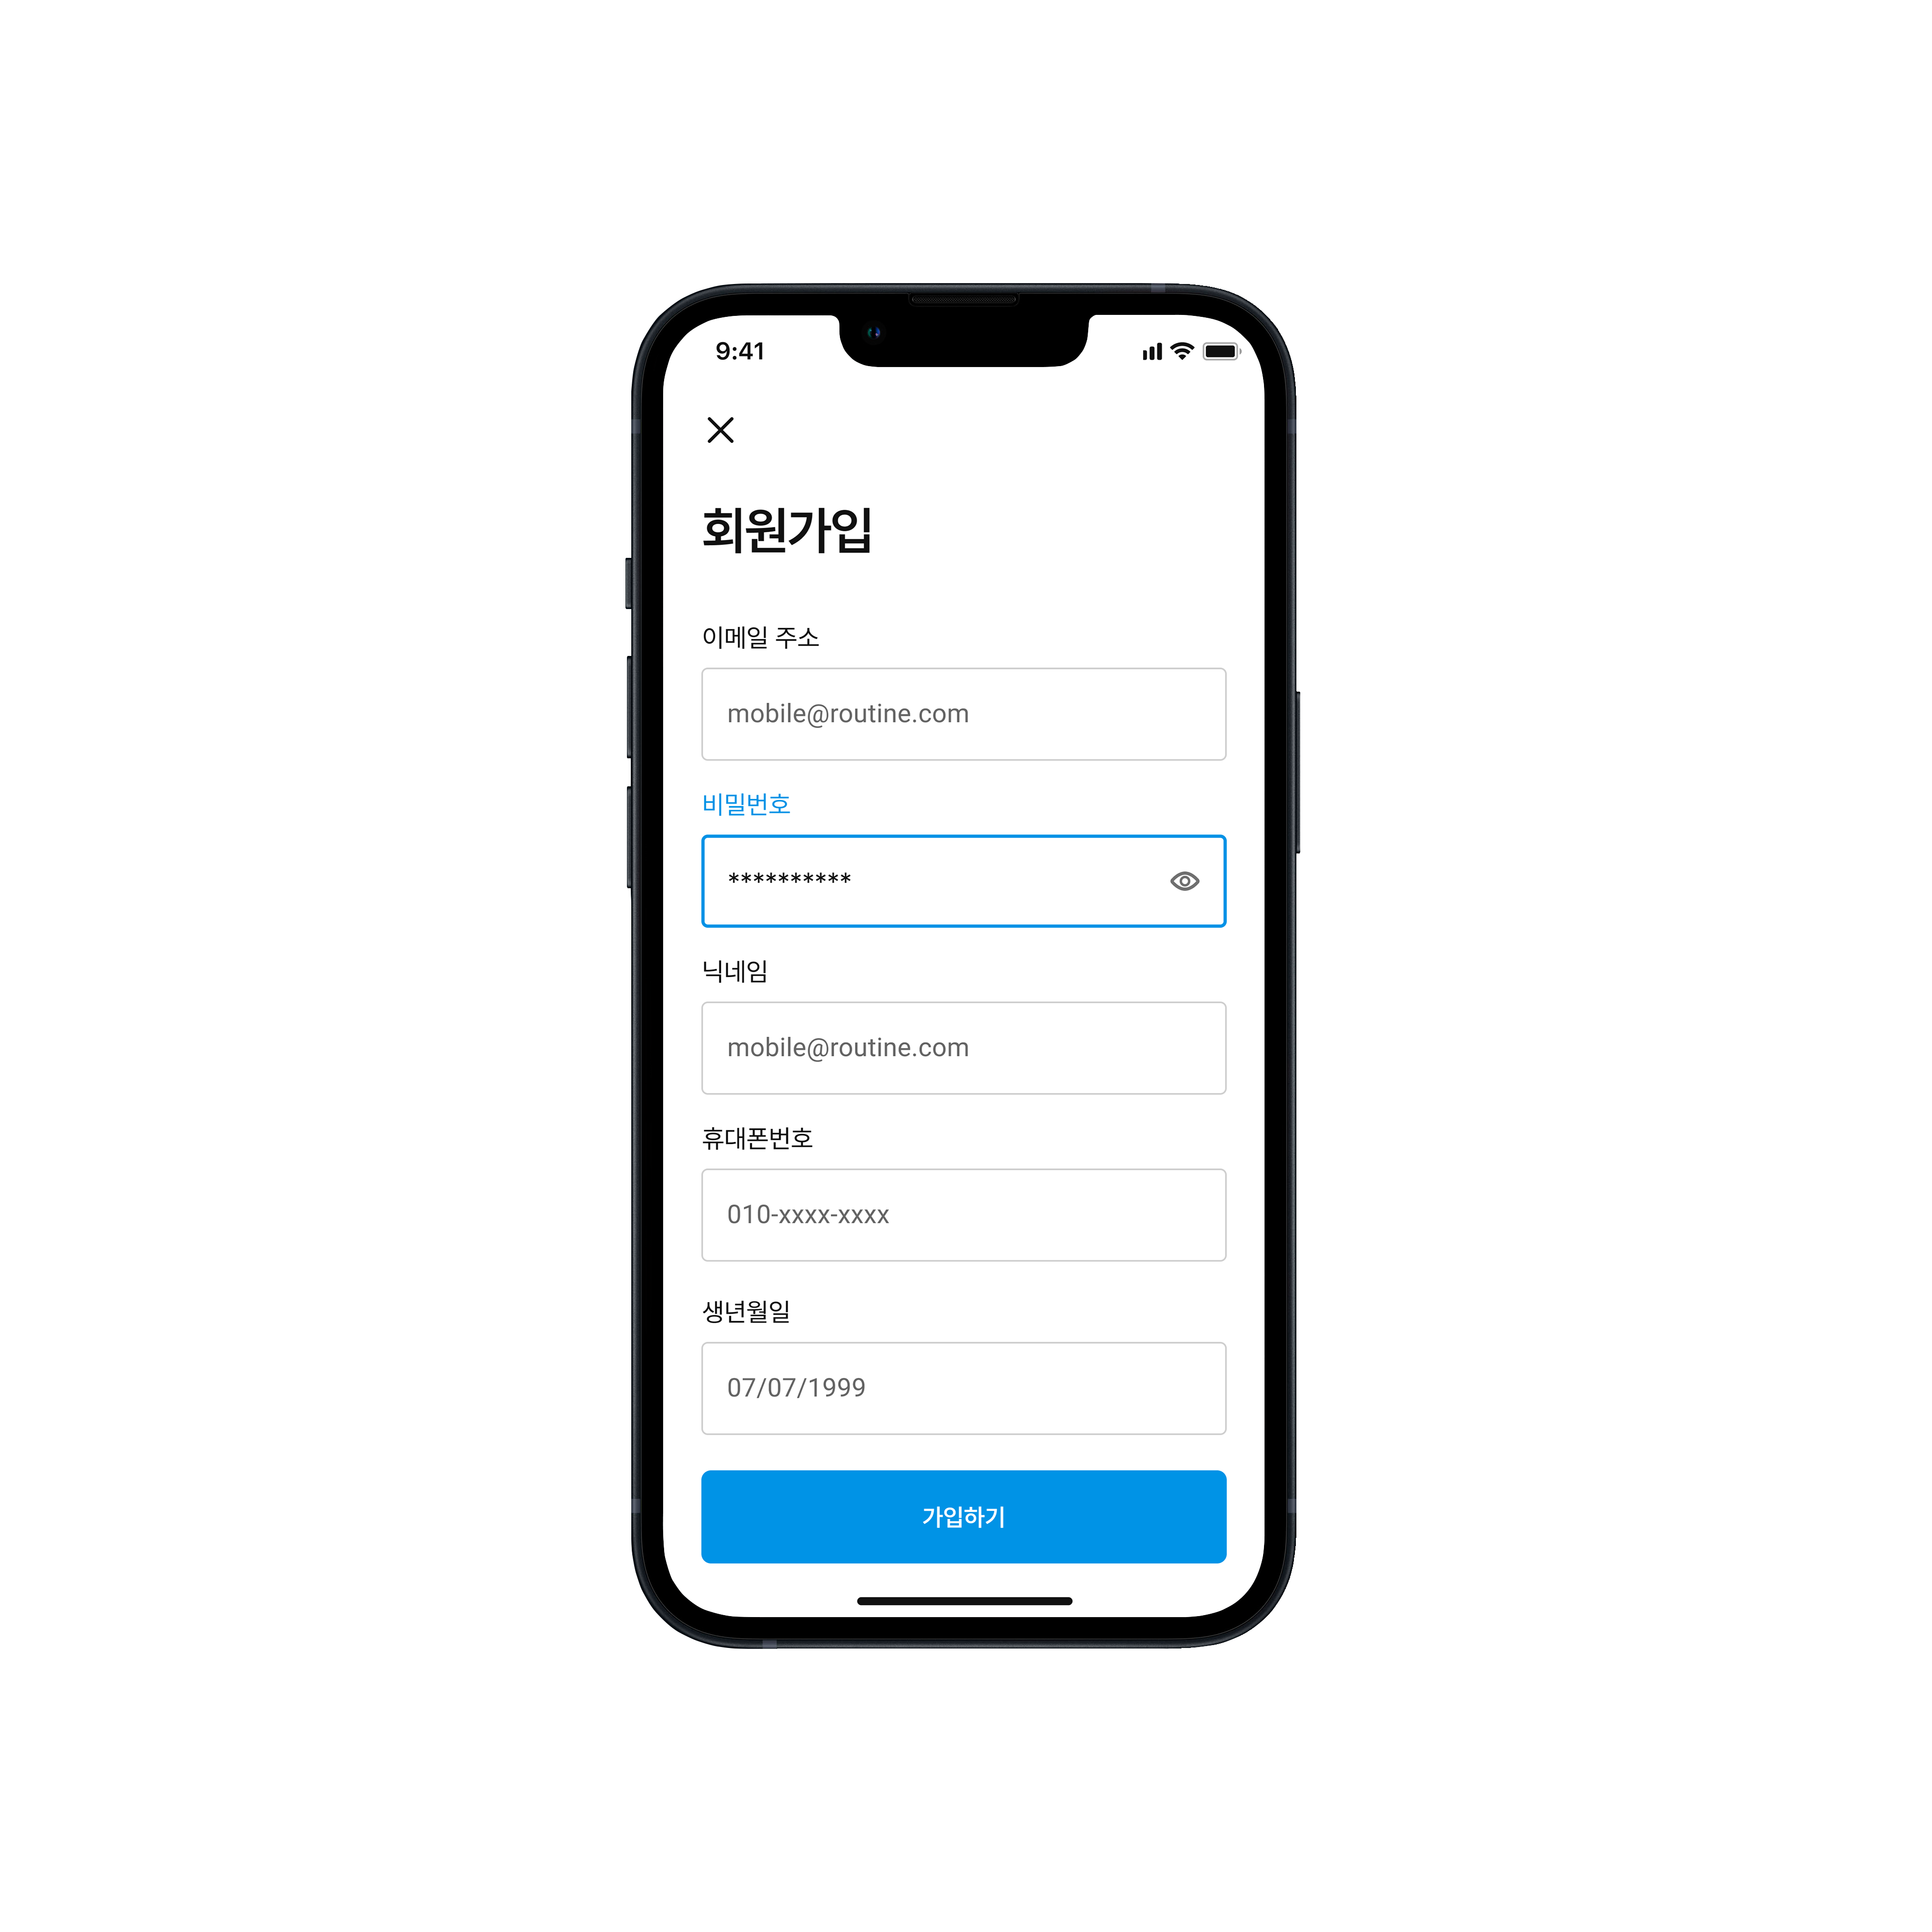 9:41
회원가입
이메일 주소
mobile@routine.com
비밀번호
**********
닉네임
mobile@routine.com
휴대폰번호
010-xxxx-xxxx
생년월일
07/07/1999
가입하기